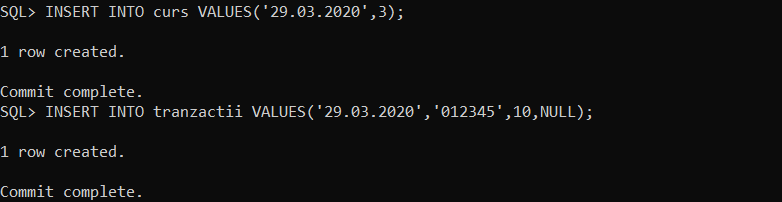 SQL> INSERT INTO curs VALUES('29.03.2020',3);
1 row created.
Commit complete.
SQL> INSERT INTO tranzactii VALUES('29.03.2020','012345',10,NULL);
1 row created.
Commit complete.